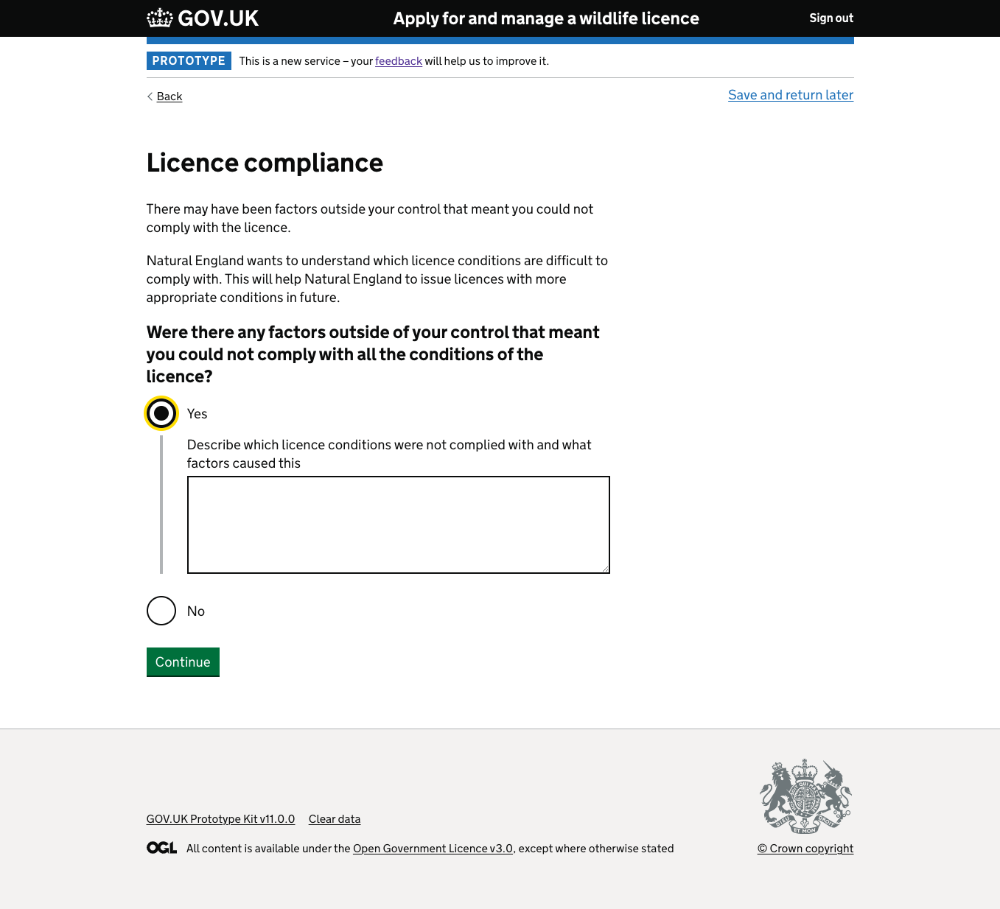 GOV.UK
Apply for and manage a wildlife licence
Sign out
PROTOTYPE
This is a new service – your feedback will help us to improve it.
Back
Save and return later
Licence compliance
There may have been factors outside your control that meant you could not
comply with the licence.
Natural England wants to understand which licence conditions are difficult to
comply with. This will help Natural England to issue licences with more
appropriate conditions in future.
Were there any factors outside of your control that meant
you could not comply with all the conditions of the
licence?
Yes
Describe which licence conditions were not complied with and what
factors caused this
No
Continue
GOV.UK Prototype Kit v11.0.0
Clear data
OGL
All content is available under the Open Government Licence v3.0, except where otherwise stated
DIEU ET MON DROIT
© Crown copyright